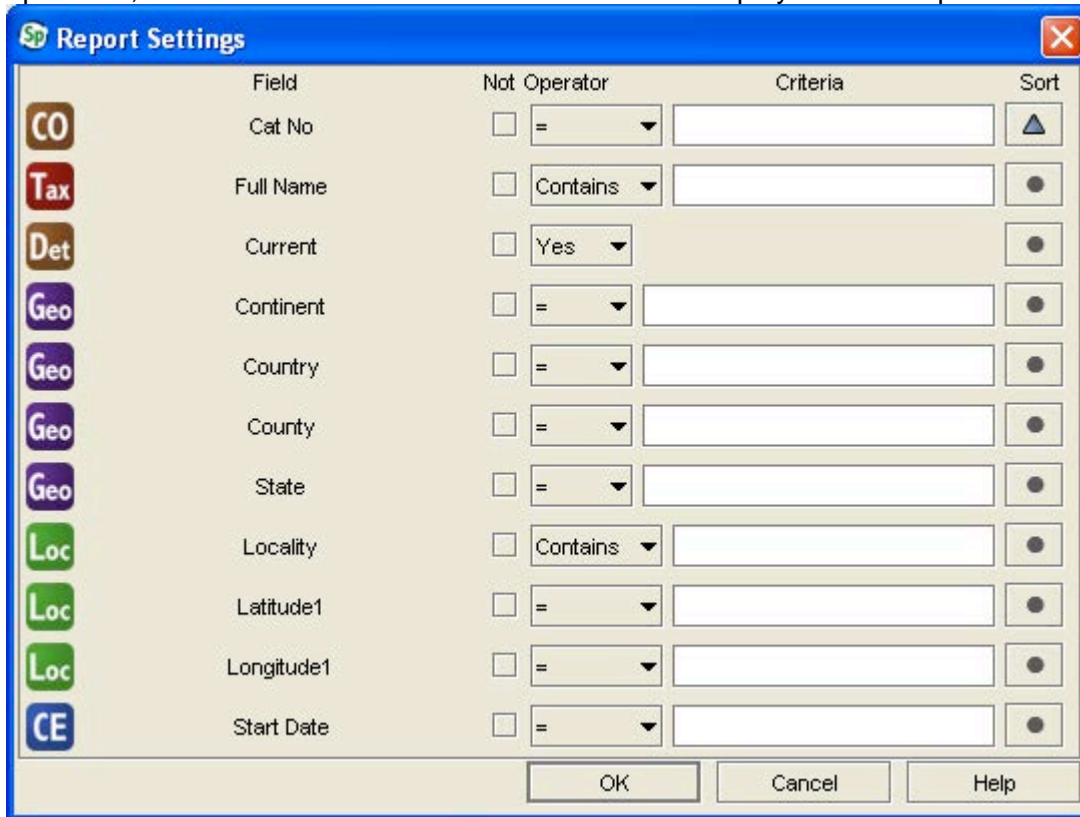 Sp Report Settings
Field Not Operator Criteria Sort
CO Cat No =
Tax Full Name Contains
Det Current Yes
Geo Continent =
Geo Country =
Geo County =
Geo State =
Loc Locality Contains
Loc Latitude1 =
Loc Longitude1 =
CE Start Date =
OK Cancel Help